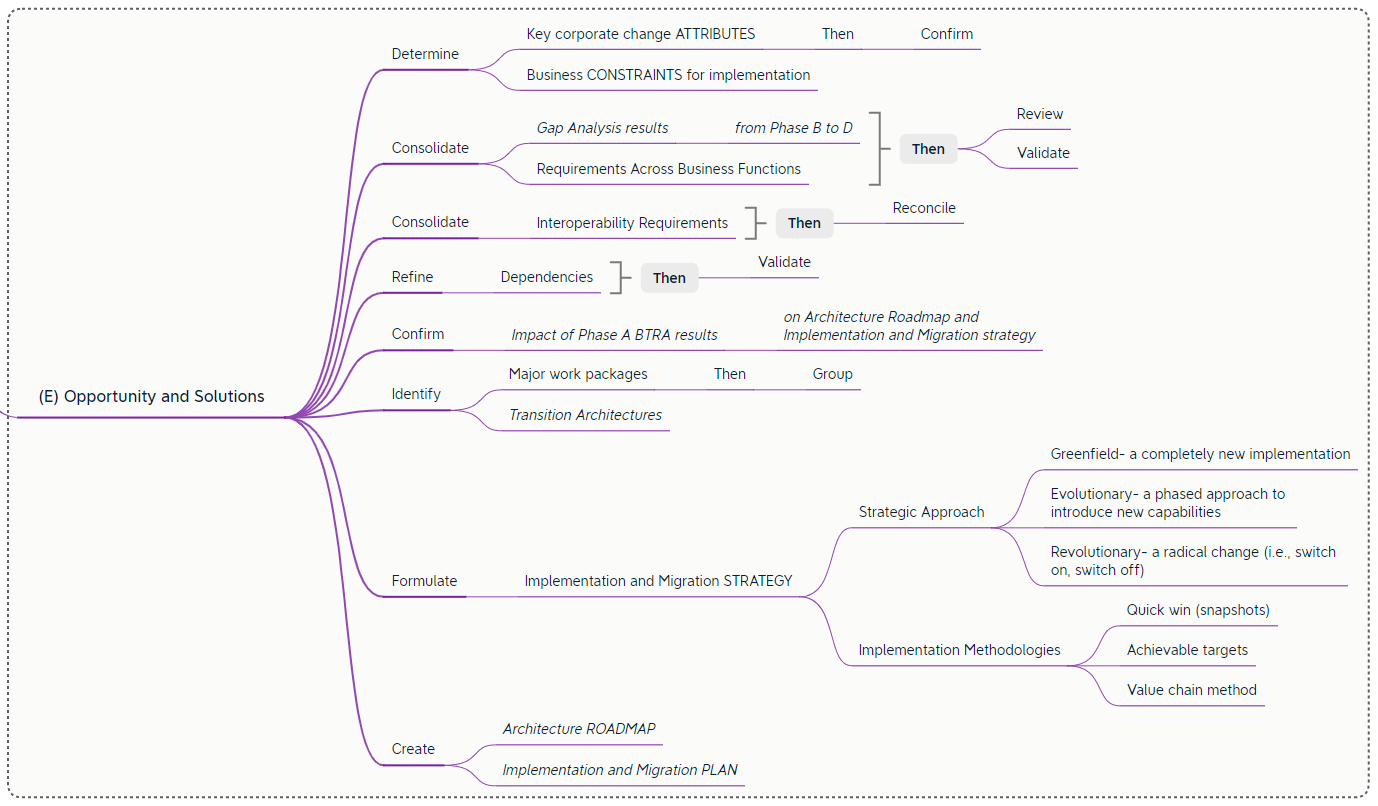 (E) Opportunity and Solutions
Determine
Key corporate change ATTRIBUTES
Then
Confirm
Business CONSTRAINTS for implementation
Consolidate
Gap Analysis results
from Phase B to D
Requirements Across Business Functions
Then
Review
Validate
Consolidate
Interoperability Requirements
Then
Reconcile
Refine
Dependencies
Then
Validate
Confirm
Impact of Phase A BTRA results
on Architecture Roadmap and
Implementation and Migration strategy
Identify
Major work packages
Then
Group
Transition Architectures
Formulate
Implementation and Migration STRATEGY
Strategic Approach
Greenfield- a completely new implementation
Evolutionary- a phased approach to
introduce new capabilities
Revolutionary- a radical change (i.e., switch
on, switch off)
Implementation Methodologies
Quick win (snapshots)
Achievable targets
Value chain method
Create
Architecture ROADMAP
Implementation and Migration PLAN